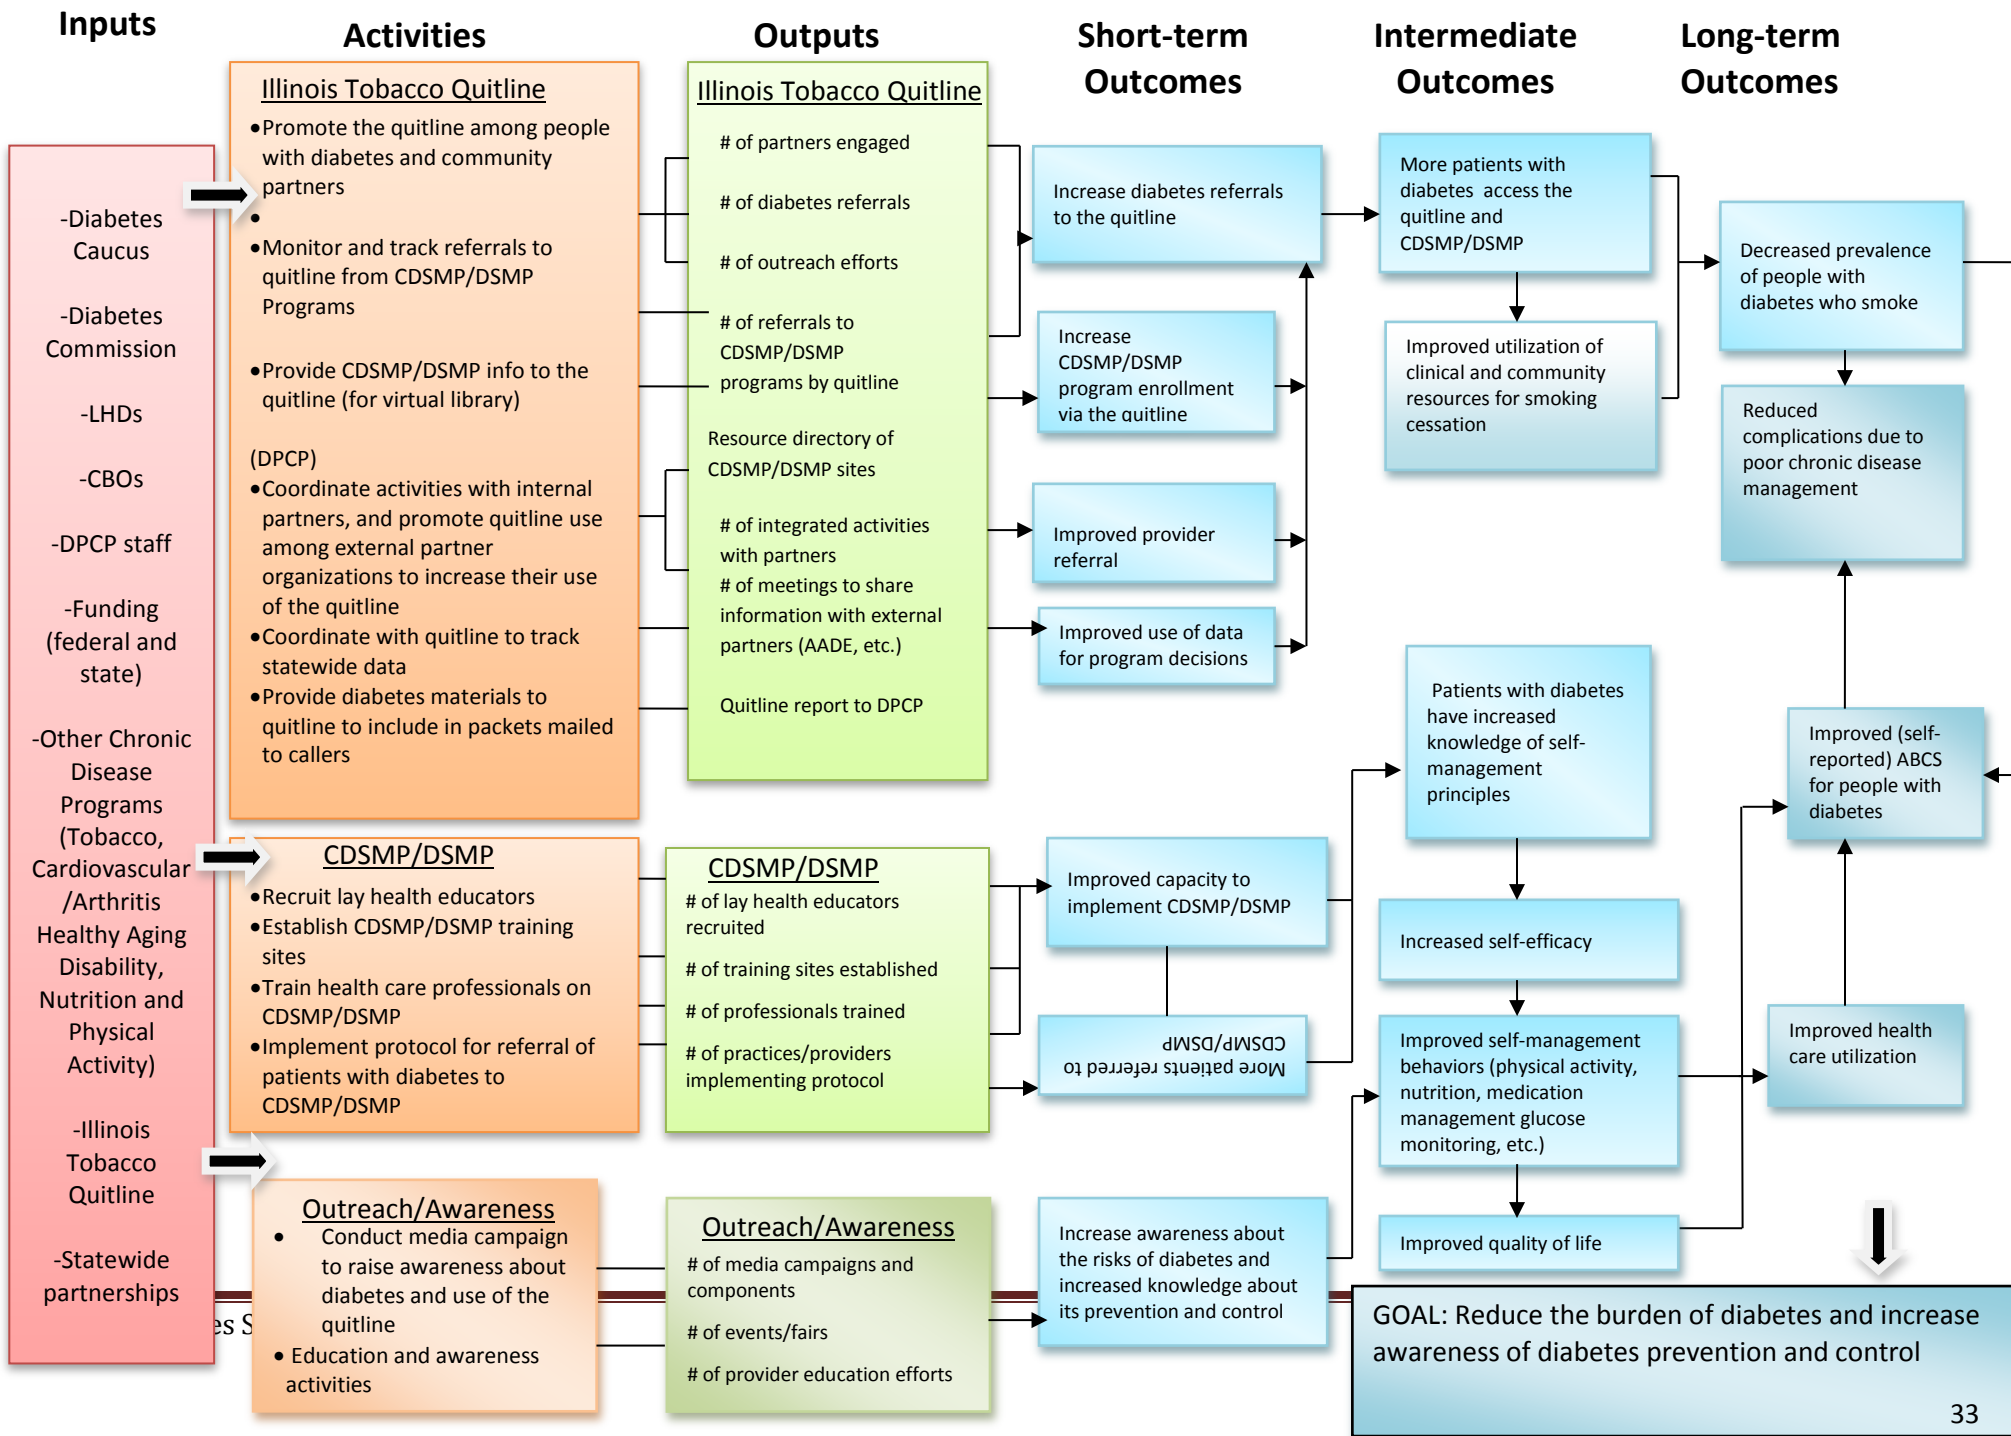 Inputs
Activities
Outputs
Short-term
Outcomes
Intermediate
Outcomes
Long-term
Outcomes
-Diabetes
Caucus
-Diabetes
Commission
-LHDs
-CBOs
-DPCP staff
-Funding
(federal and
state)
-Other Chronic
Disease
Programs
(Tobacco,
Cardiovascular
/Arthritis
Healthy Aging
Disability,
Nutrition and
Physical
Activity)
-Illinois
Tobacco
Quitline
-Statewide
partnerships
Illinois Tobacco Quitline
•Promote the quitline among people
with diabetes and community
partners
•
•Monitor and track referrals to
quitline from CDSMP/DSMP
Programs
•Provide CDSMP/DSMP info to the
quitline (for virtual library)
(DPCP)
•Coordinate activities with internal
partners, and promote quitline use
among external partner
organizations to increase their use
of the quitline
•Coordinate with quitline to track
statewide data
•Provide diabetes materials to
quitline to include in packets mailed
to callers
CDSMP/DSMP
•Recruit lay health educators
•Establish CDSMP/DSMP training
sites
•Train health care professionals on
CDSMP/DSMP
•Implement protocol for referral of
patients with diabetes to
CDSMP/DSMP
Outreach/Awareness
• Conduct media campaign
to raise awareness about
diabetes and use of the
quitline
• Education and awareness
activities
Illinois Tobacco Quitline
# of partners engaged
# of diabetes referrals
# of outreach efforts
# of referrals to
CDSMP/DSMP
programs by quitline
Resource directory of
CDSMP/DSMP sites
# of integrated activities
with partners
# of meetings to share
information with external
partners (AADE, etc.)
Quitline report to DPCP
CDSMP/DSMP
# of lay health educators
recruited
# of training sites established
# of professionals trained
# of practices/providers
implementing protocol
Outreach/Awareness
# of media campaigns and
components
# of events/fairs
# of provider education efforts
Increase diabetes referrals
to the quitline
Increase
CDSMP/DSMP
program enrollment
via the quitline
Improved provider
referral
Improved use of data
for program decisions
Improved capacity to
implement CDSMP/DSMP
More patients referred to
CDSMP/DSMP
Increase awareness about
the risks of diabetes and
increased knowledge about
its prevention and control
More patients with
diabetes access the
quitline and
CDSMP/DSMP
Improved utilization of
clinical and community
resources for smoking
cessation
Patients with diabetes
have increased
knowledge of self-
management
principles
Increased self-efficacy
Improved self-management
behaviors (physical activity,
nutrition, medication
management glucose
monitoring, etc.)
Improved quality of life
Decreased prevalence
of people with
diabetes who smoke
Reduced
complications due to
poor chronic disease
management
Improved (self-
reported) ABCS
for people with
diabetes
Improved health
care utilization
GOAL: Reduce the burden of diabetes and increase
awareness of diabetes prevention and control
es S
33